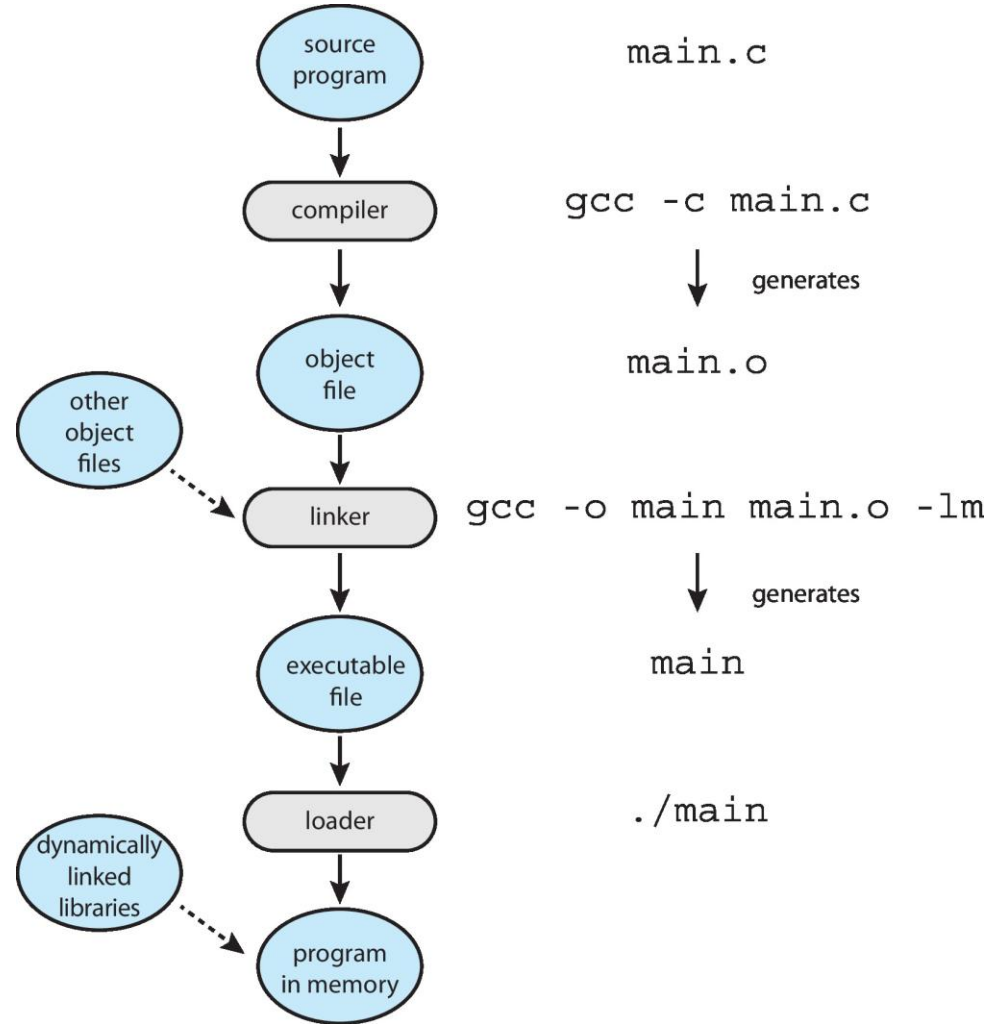 source
program
main.c
compiler
gcc -c main.c
generates
object
file
main.o
other
object
files
linker
gcc -o main main.o -lm
generates
executable
file
main
loader
./main
dynamically
linked
libraries
program
in memory